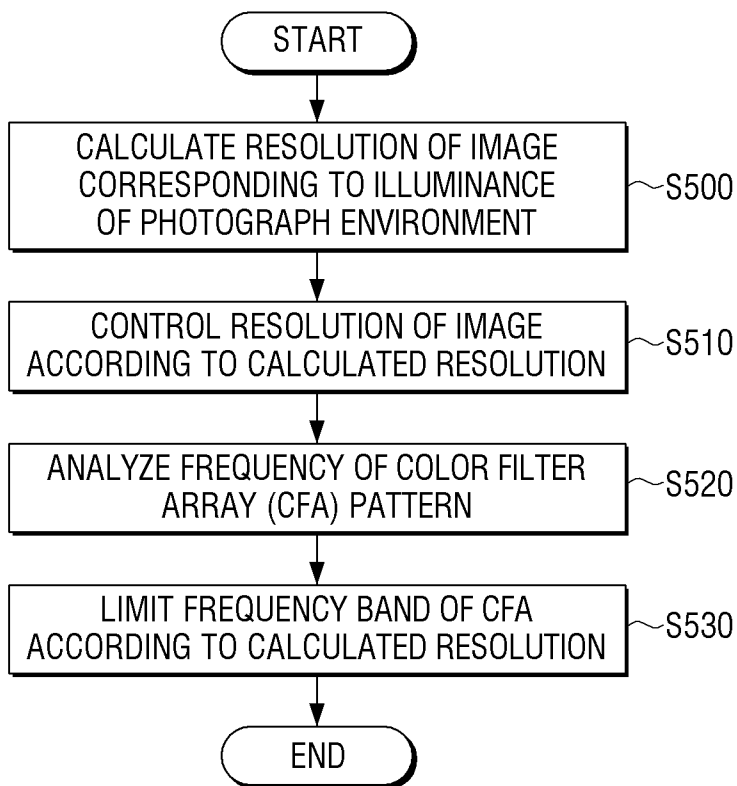 START
CALCULATE RESOLUTION OF IMAGE
CORRESPONDING TO ILLUMINANCE
OF PHOTOGRAPH ENVIRONMENT
S500
CONTROL RESOLUTION OF IMAGE
ACCORDING TO CALCULATED RESOLUTION
S510
ANALYZE FREQUENCY OF COLOR FILTER
ARRAY (CFA) PATTERN
S520
LIMIT FREQUENCY BAND OF CFA
ACCORDING TO CALCULATED RESOLUTION
S530
END